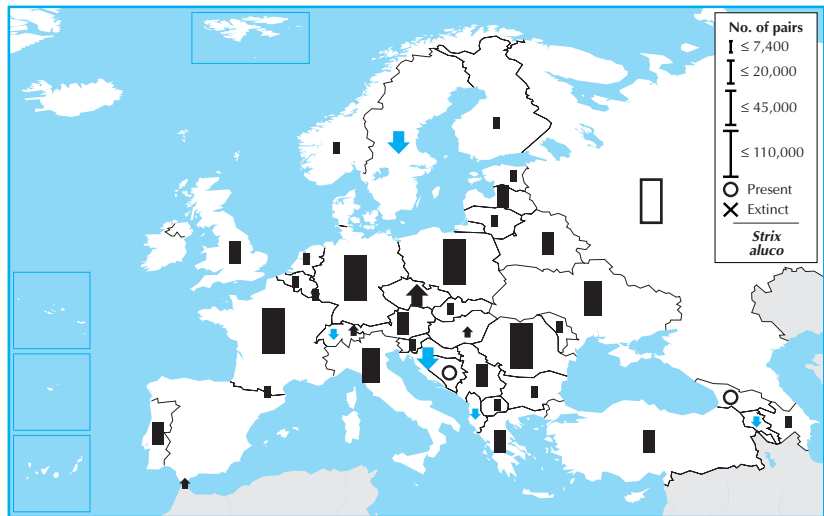 No. of pairs
≤ 7,400
≤ 20,000
≤ 45,000
≤ 110,000
Present
Extinct
Strix
aluco